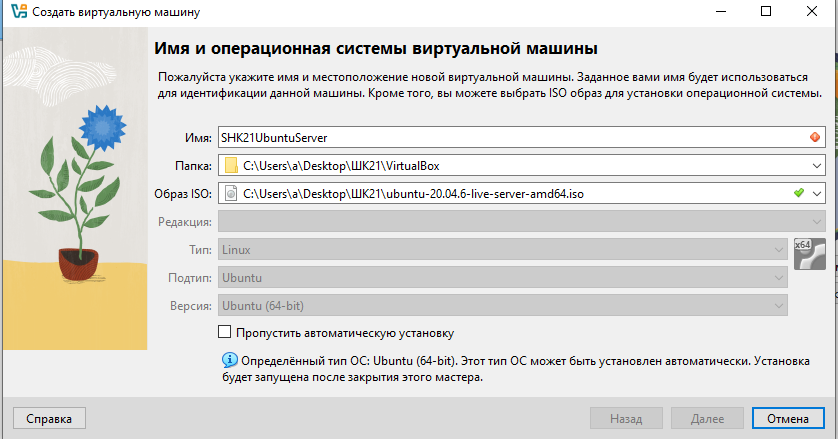 Создать виртуальную машину
Имя и операционная системы виртуальной машины
Пожалуйста укажите имя и местоположение новой виртуальной машины. Заданное вами имя будет использоваться
для идентификации данной машины. Кроме того, вы можете выбрать ISO образ для установки операционной системы.
Имя: SHK21UbuntuServer
Папка: C:\Users\a\Desktop\ШК21\VirtualBox
Образ ISO: C:\Users\a\Desktop\ШК21\ubuntu-20.04.6-live-server-amd64.iso
Редакция:
Тип: Linux
x64
Подтип: Ubuntu
Версия: Ubuntu (64-bit)
Пропустить автоматическую установку
Определённый тип ОС: Ubuntu (64-bit). Этот тип ОС может быть установлен автоматически. Установка
будет запущена после закрытия этого мастера.
Справка Назад Далее Отмена